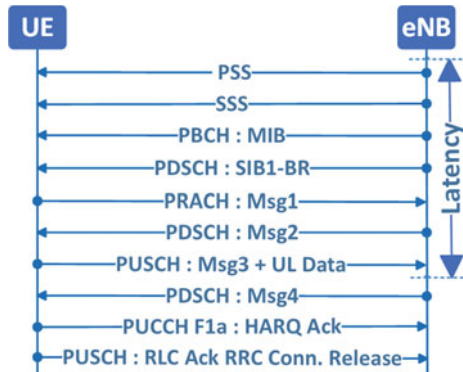 UE
eNB
PSS
SSS
PBCH : MIB
PDSCH : SIB1-BR
PRACH : Msg1
PDSCH : Msg2
PUSCH : Msg3 + UL Data
PDSCH : Msg4
PUCCH F1a : HARQ Ack
PUSCH : RLC Ack RRC Conn. Release
Latency